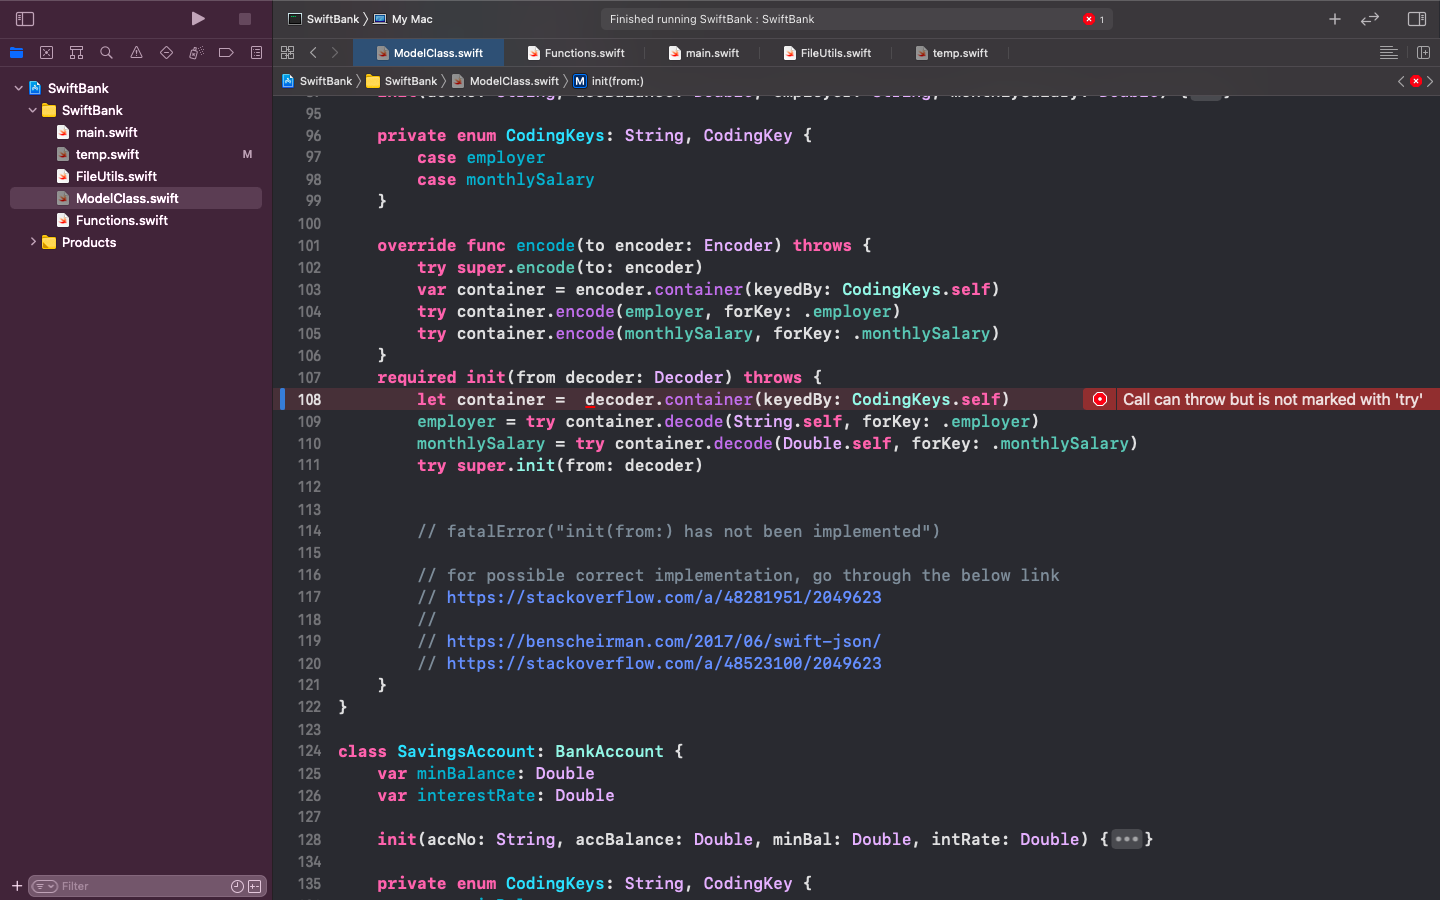 SwiftBank
My Mac
Finished running SwiftBank : SwiftBank
1
ModelClass.swift
Functions.swift
main.swift
FileUtils.swift
temp.swift
SwiftBank
SwiftBank
ModelClass.swift
M
init(from:)
SwiftBank
SwiftBank
main.swift
temp.swift M
FileUtils.swift
ModelClass.swift
Functions.swift
Products
Filter
95
96 private enum CodingKeys: String, CodingKey {
97 case employer
98 case monthlySalary
99 }
100
101 override func encode(to encoder: Encoder) throws {
102 try super.encode(to: encoder)
103 var container = encoder.container(keyedBy: CodingKeys.self)
104 try container.encode(employer, forKey: .employer)
105 try container.encode(monthlySalary, forKey: .monthlySalary)
106 }
107 required init(from decoder: Decoder) throws {
108 let container =  decoder.container(keyedBy: CodingKeys.self) Call can throw but is not marked with 'try'
109 employer = try container.decode(String.self, forKey: .employer)
110 monthlySalary = try container.decode(Double.self, forKey: .monthlySalary)
111 try super.init(from: decoder)
112
113
114 // fatalError("init(from:) has not been implemented")
115
116 // for possible correct implementation, go through the below link
117 // https://stackoverflow.com/a/48281951/2049623
118 //
119 // https://benscheirman.com/2017/06/swift-json/
120 // https://stackoverflow.com/a/48523100/2049623
121 }
122 }
123
124 class SavingsAccount: BankAccount {
125 var minBalance: Double
126 var interestRate: Double
127
128 init(accNo: String, accBalance: Double, minBal: Double, intRate: Double) {•••}
134
135 private enum CodingKeys: String, CodingKey {